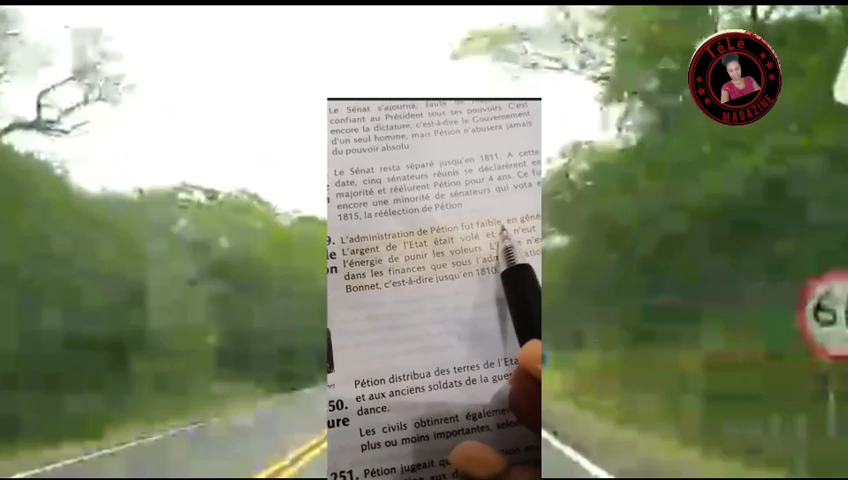 TéLé
MAGAZINE
Le Sénat s'ajourna, faute de
confiant au Président tous ses pouvoirs. C'est
encore la dictature, c'est-à-dire le Gouvernement
d'un seul homme, mais Pétion n'abusera jamais
du pouvoir absolu.
Le Sénat resta séparé jusqu'en 1811. A cette
date, cinq sénateurs réunis se déclarèrent en
majorité et réélurent Pétion pour 4 ans. Ce fu
encore une minorité de sénateurs qui vota e
1815, la réélection de Pétion
9. L'administration de Pétion fut faible, en géné
L'argent de l'Etat était volé et n'eut
l'énergie de punir les voleurs. n'e
dans les finances que sous
Bonnet, c'est-à-dire jusqu'en 1810.
Pétion distribua des terres de l'Eta
50. et aux anciens soldats de la gue
ure dance.
Les civils obtinrent égaleme
plus ou moins importantes, selo
251. Pétion jugeait